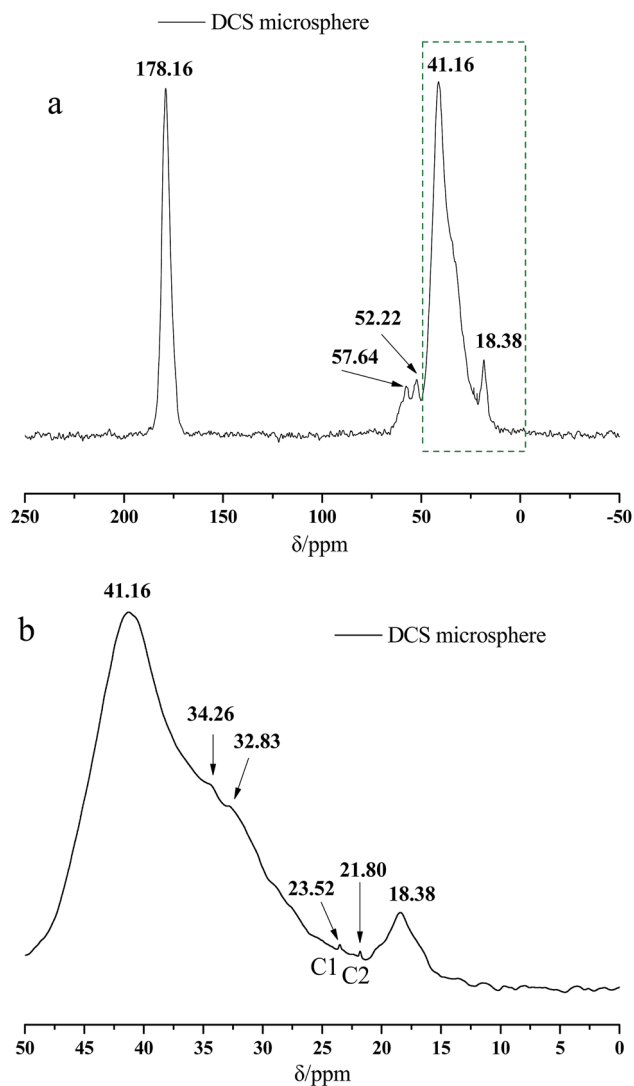 DCS microsphere
a
178.16
41.16
52.22
57.64
18.38
250 200 150 100 50 0 -50
δ/ppm
b
41.16
DCS microsphere
34.26
32.83
23.52
21.80
18.38
C1
C2
50 45 40 35 30 25 20 15 10 5 0
δ/ppm